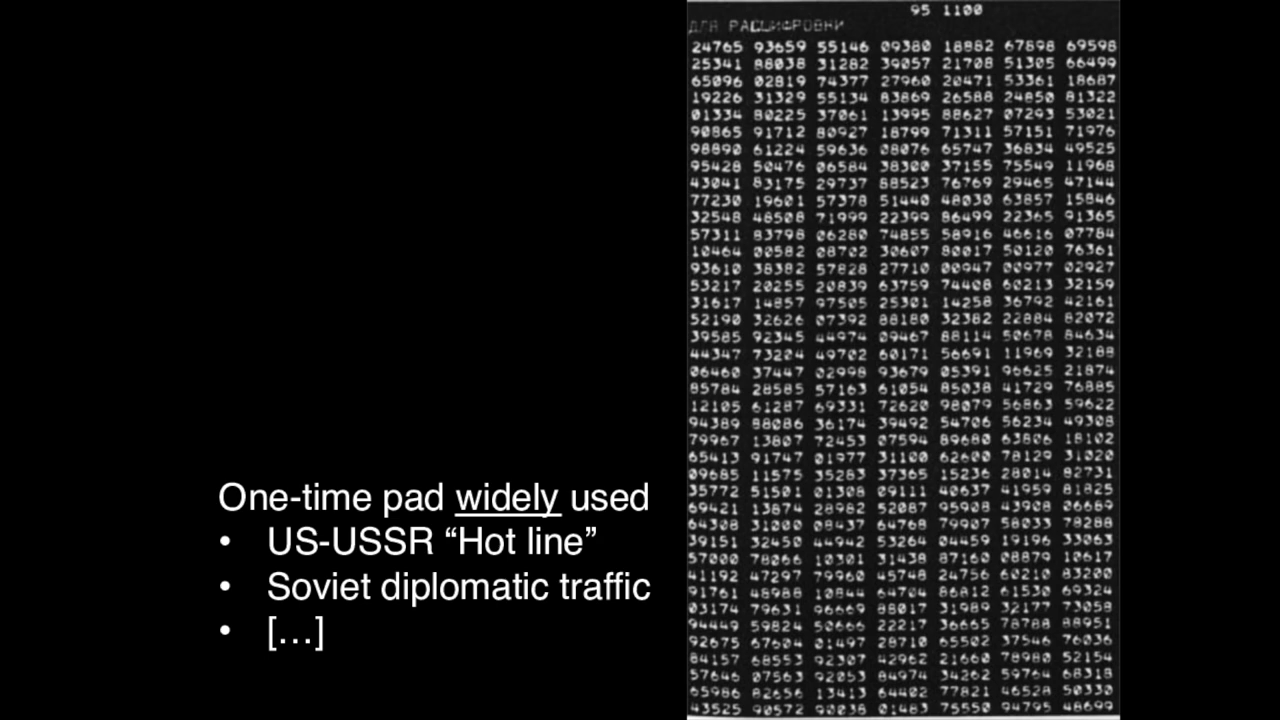 95 1100
ДЛЯ РАСШИФРОВКИ
24765 93659 55146 09380 18882 67898 69598
25341 88038 31282 39057 21708 51305 66499
65096 02819 74377 27960 20471 53361 18687
19226 31329 55134 83869 26588 24850 81322
01334 80225 37061 13995 88627 07293 53021
90865 91712 80927 18799 71311 57151 71976
98890 61224 59636 08076 65747 36834 49525
95428 50476 06584 38300 37155 75549 11968
43041 83175 29737 88523 76769 29465 47144
77230 19601 57378 51440 48030 63857 15846
32548 48508 71999 22399 86499 22365 91365
57311 83798 06280 74855 58916 46616 07784
10464 00582 08702 30607 80017 50120 76361
93610 38382 57828 27710 00947 00977 02927
53217 20255 20839 63759 74408 60213 32159
31617 14857 97505 25301 14258 36792 42161
52190 32626 07392 88180 32382 22884 82072
39585 92345 44974 09467 88114 50678 84634
44347 73204 49702 60171 56691 11969 32188
06460 37447 02998 93679 05391 96625 21874
85784 28585 57163 61054 85038 41729 76885
12105 61287 69331 72620 98079 56863 59622
94389 88086 36174 39492 54706 56234 49308
79967 13807 72453 07594 89680 63806 18102
65413 91747 01977 31100 62600 78129 31020
09685 11575 35283 37365 15236 28014 82731
35772 51501 01308 09111 40637 41959 81825
69421 13874 28982 52087 95908 43908 06689
64308 31000 08437 64768 79907 58033 78288
39151 32450 44942 53264 04459 19196 33063
57000 78066 10301 31438 87160 08879 10617
41192 47297 79960 45748 24756 60210 83200
91761 48988 10844 64704 86812 61530 69324
03174 79631 96669 88017 31989 32177 73058
94449 59824 50666 22217 36665 78788 88951
92675 67604 01497 28710 65502 37546 76036
84157 68553 92307 42962 21660 78980 52154
57646 07563 92053 84974 34262 59764 68318
65986 82656 13413 64402 77821 46528 50330
43525 90572 90038 01483 75550 94795 48699
One-time pad widely used
• US-USSR “Hot line”
• Soviet diplomatic traffic
• […]